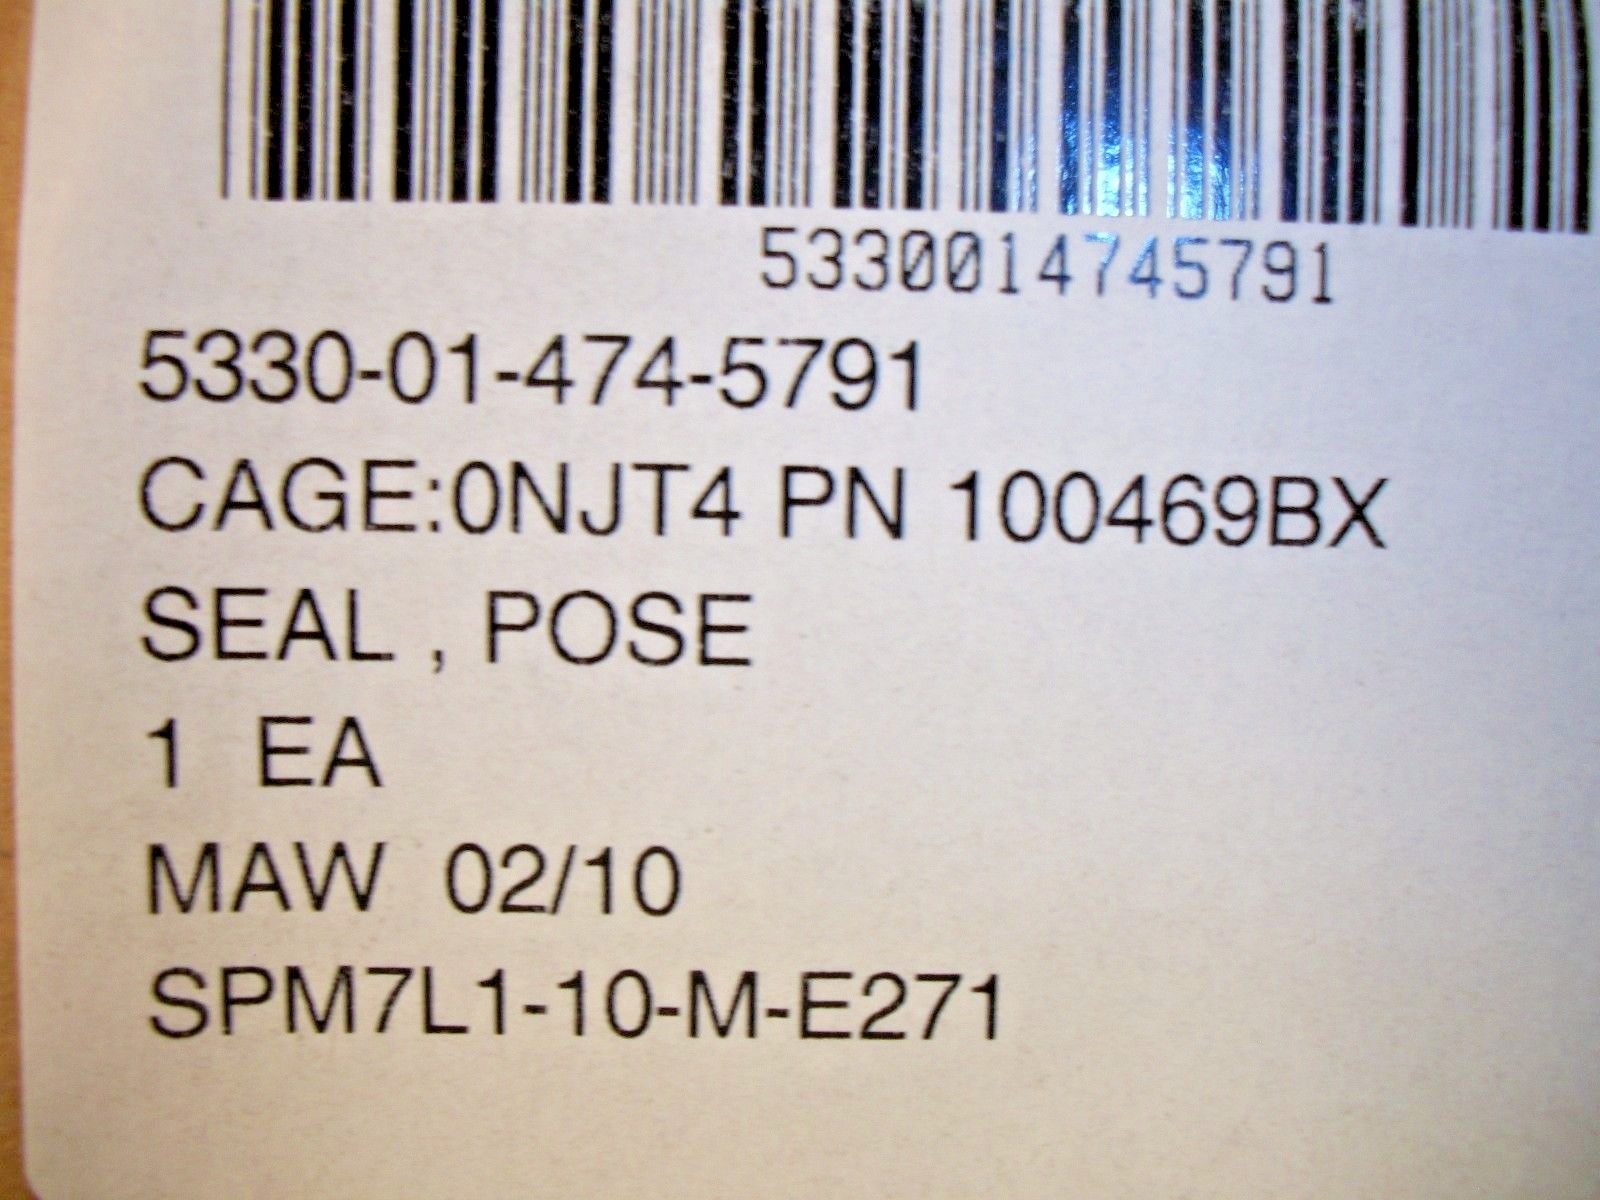 5330014745791
5330-01-474-5791
CAGE:0NJT4 PN 100469BX
SEAL , POSE
1 EA
MAW 02/10
SPM7L1-10-M-E271